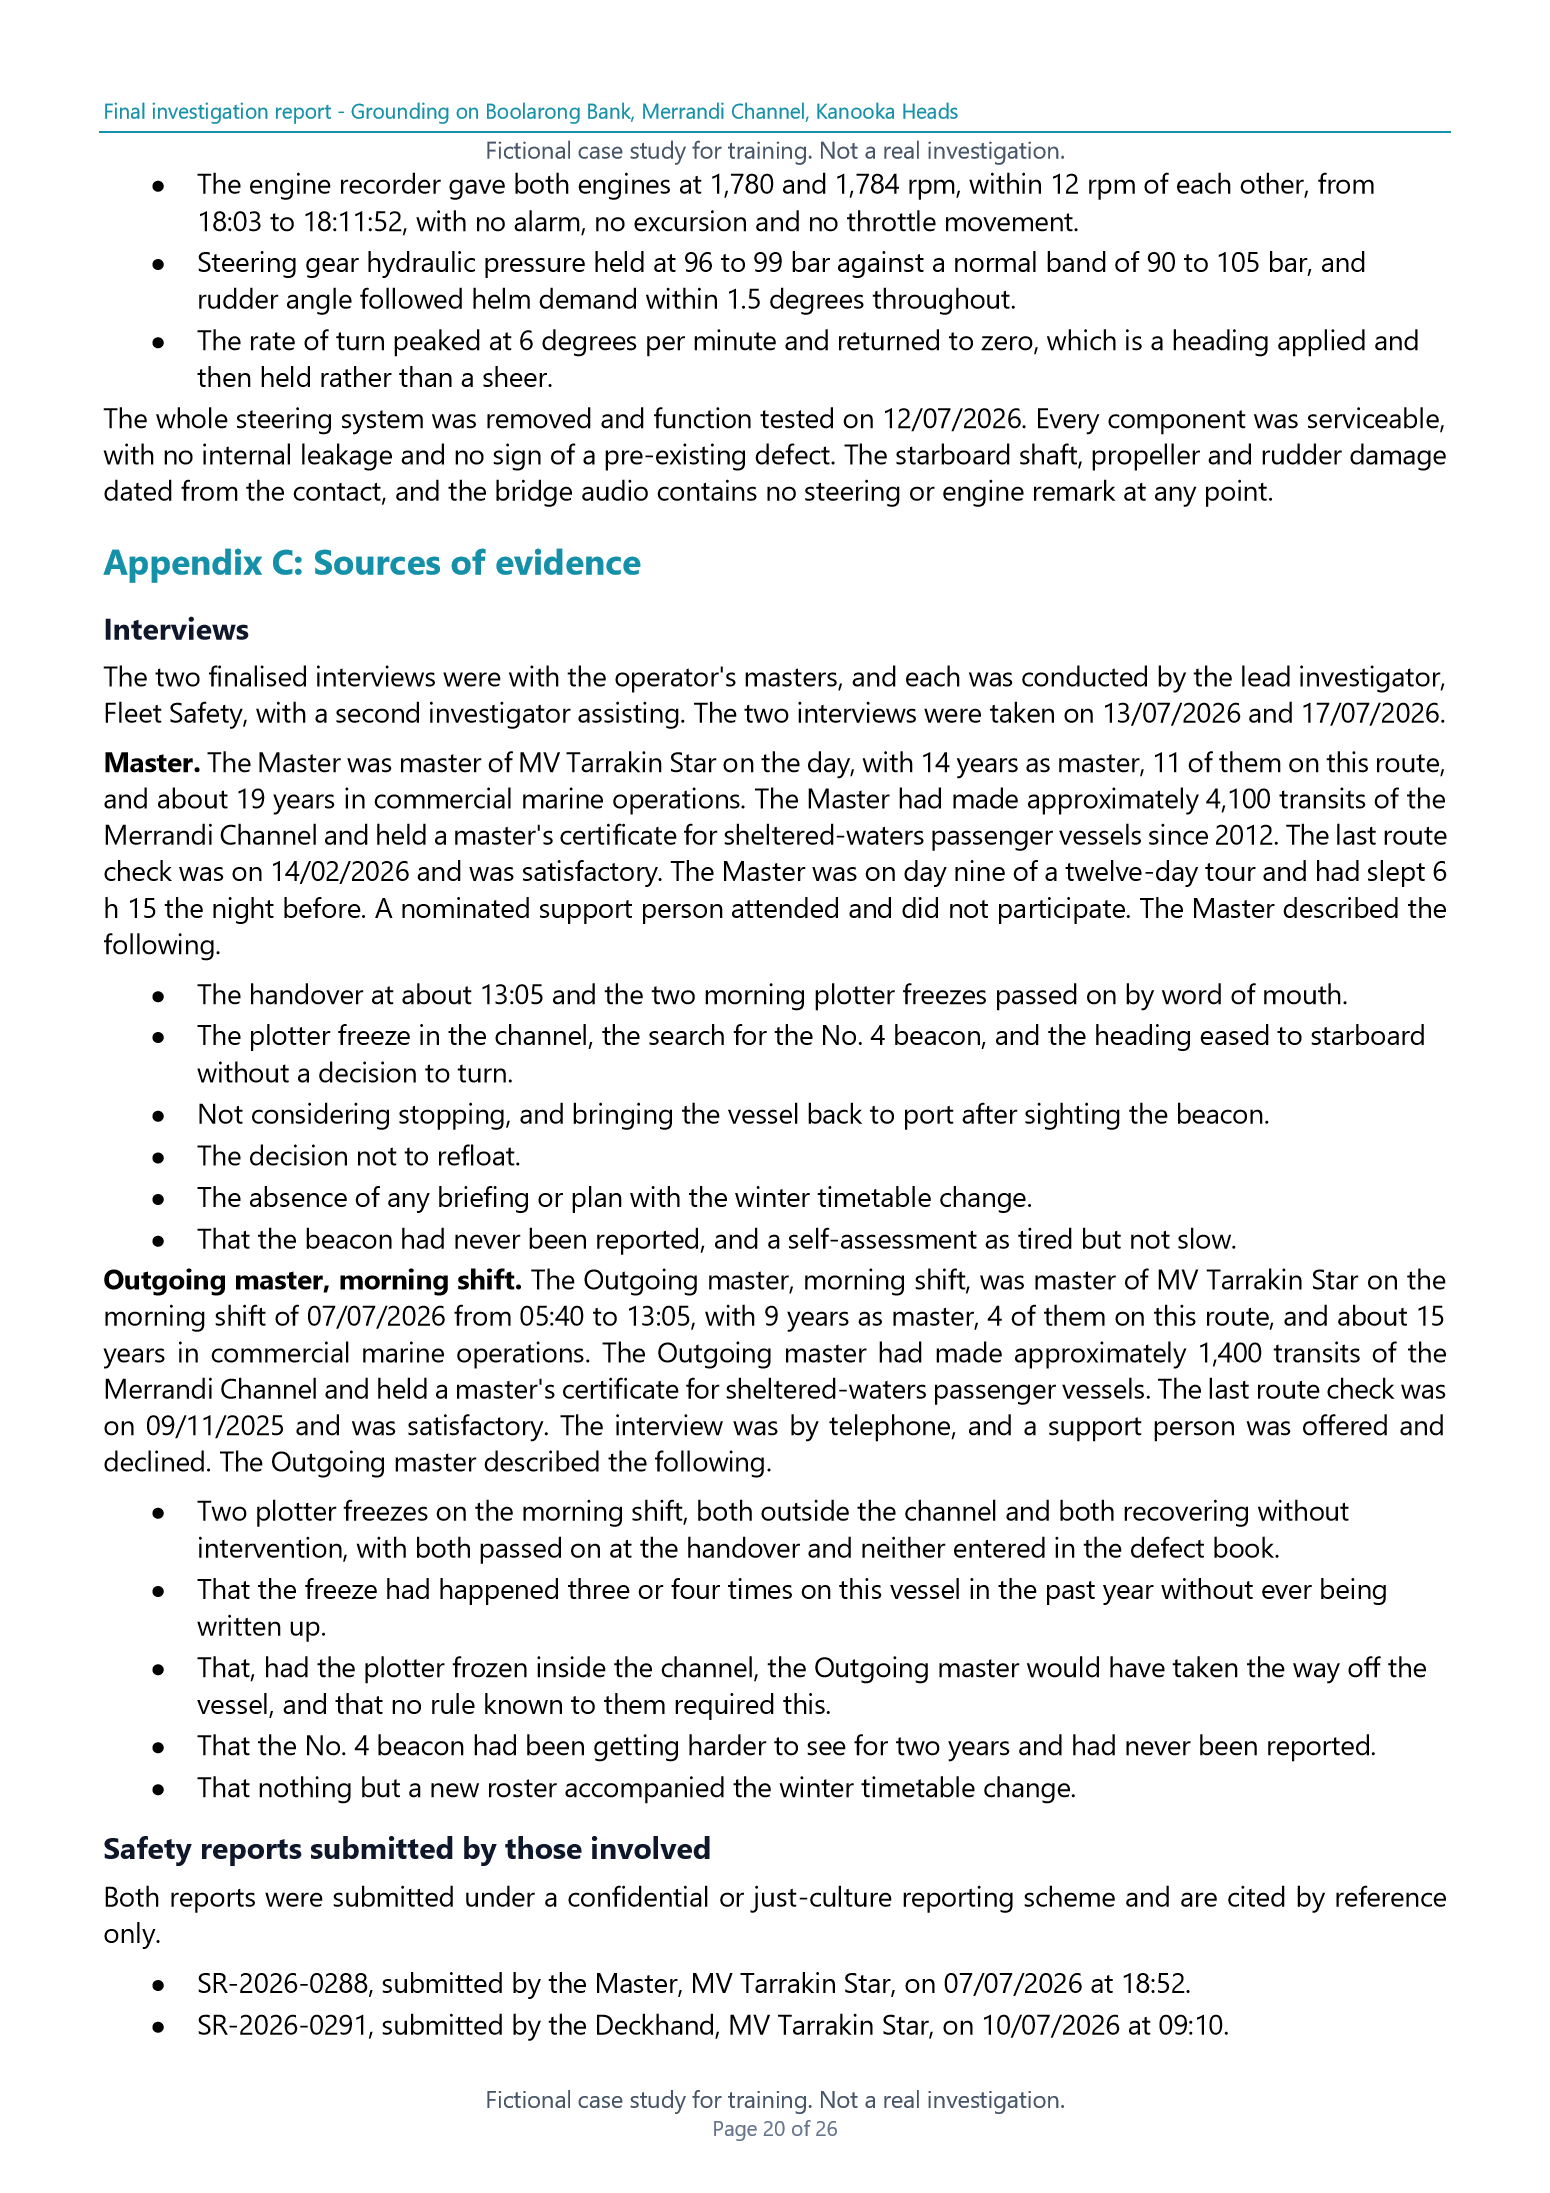 Final investigation report - Grounding on Boolarong Bank, Merrandi Channel, Kanooka Heads
Fictional case study for training. Not a real investigation.
● The engine recorder gave both engines at 1,780 and 1,784 rpm, within 12 rpm of each other, from
18:03 to 18:11:52, with no alarm, no excursion and no throttle movement.
● Steering gear hydraulic pressure held at 96 to 99 bar against a normal band of 90 to 105 bar, and
rudder angle followed helm demand within 1.5 degrees throughout.
● The rate of turn peaked at 6 degrees per minute and returned to zero, which is a heading applied and
then held rather than a sheer.
The whole steering system was removed and function tested on 12/07/2026. Every component was serviceable,
with no internal leakage and no sign of a pre-existing defect. The starboard shaft, propeller and rudder damage
dated from the contact, and the bridge audio contains no steering or engine remark at any point.
Appendix C: Sources of evidence
Interviews
The two finalised interviews were with the operator's masters, and each was conducted by the lead investigator,
Fleet Safety, with a second investigator assisting. The two interviews were taken on 13/07/2026 and 17/07/2026.
Master. The Master was master of MV Tarrakin Star on the day, with 14 years as master, 11 of them on this route,
and about 19 years in commercial marine operations. The Master had made approximately 4,100 transits of the
Merrandi Channel and held a master's certificate for sheltered-waters passenger vessels since 2012. The last route
check was on 14/02/2026 and was satisfactory. The Master was on day nine of a twelve-day tour and had slept 6
h 15 the night before. A nominated support person attended and did not participate. The Master described the
following.
● The handover at about 13:05 and the two morning plotter freezes passed on by word of mouth.
● The plotter freeze in the channel, the search for the No. 4 beacon, and the heading eased to starboard
without a decision to turn.
● Not considering stopping, and bringing the vessel back to port after sighting the beacon.
● The decision not to refloat.
● The absence of any briefing or plan with the winter timetable change.
● That the beacon had never been reported, and a self-assessment as tired but not slow.
Outgoing master, morning shift. The Outgoing master, morning shift, was master of MV Tarrakin Star on the
morning shift of 07/07/2026 from 05:40 to 13:05, with 9 years as master, 4 of them on this route, and about 15
years in commercial marine operations. The Outgoing master had made approximately 1,400 transits of the
Merrandi Channel and held a master's certificate for sheltered-waters passenger vessels. The last route check was
on 09/11/2025 and was satisfactory. The interview was by telephone, and a support person was offered and
declined. The Outgoing master described the following.
● Two plotter freezes on the morning shift, both outside the channel and both recovering without
intervention, with both passed on at the handover and neither entered in the defect book.
● That the freeze had happened three or four times on this vessel in the past year without ever being
written up.
● That, had the plotter frozen inside the channel, the Outgoing master would have taken the way off the
vessel, and that no rule known to them required this.
● That the No. 4 beacon had been getting harder to see for two years and had never been reported.
● That nothing but a new roster accompanied the winter timetable change.
Safety reports submitted by those involved
Both reports were submitted under a confidential or just-culture reporting scheme and are cited by reference
only.
● SR-2026-0288, submitted by the Master, MV Tarrakin Star, on 07/07/2026 at 18:52.
● SR-2026-0291, submitted by the Deckhand, MV Tarrakin Star, on 10/07/2026 at 09:10.
Fictional case study for training. Not a real investigation.
Page 20 of 26